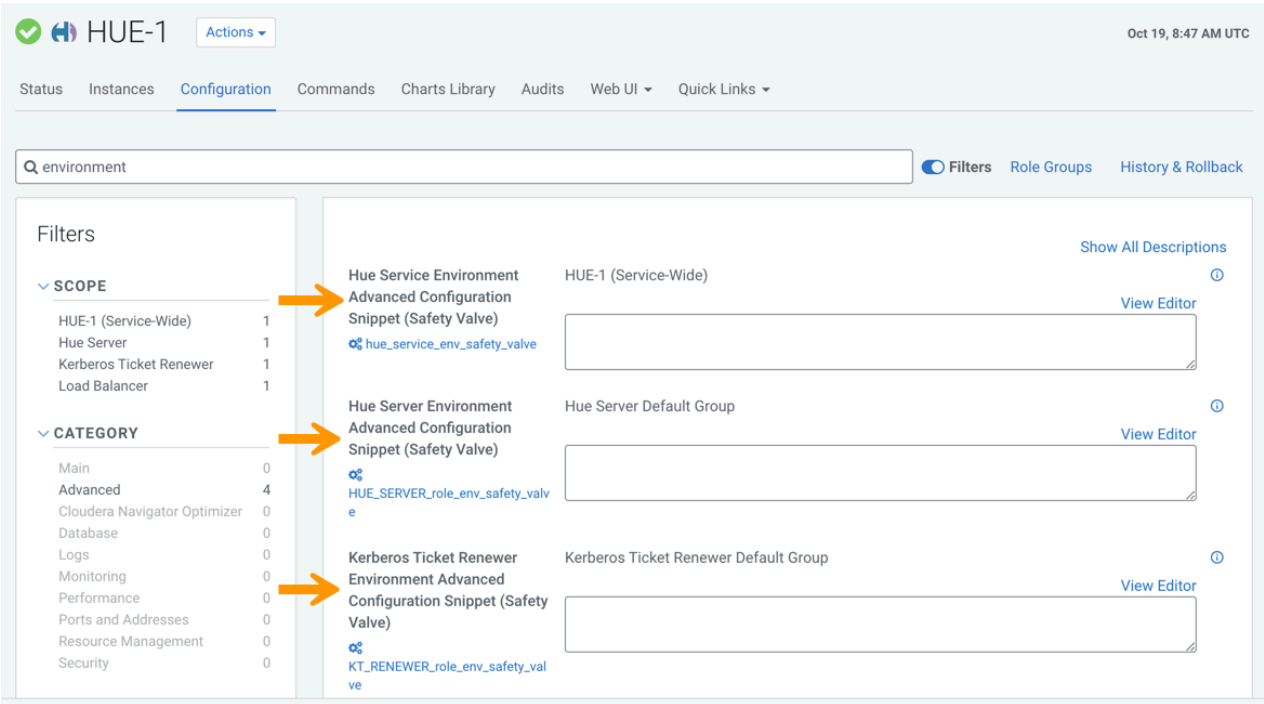 HUE-1 Actions
Oct 19, 8:47 AM UTC
Status Instances Configuration Commands Charts Library Audits Web UI Quick Links
environment
Filters Role Groups History & Rollback
Filters
SCOPE
HUE-1 (Service-Wide) 1
Hue Server 1
Kerberos Ticket Renewer 1
Load Balancer 1
CATEGORY
Main 0
Advanced 4
Cloudera Navigator Optimizer 0
Database 0
Logs 0
Monitoring 0
Performance 0
Ports and Addresses 0
Resource Management 0
Security 0
Show All Descriptions
Hue Service Environment
Advanced Configuration
Snippet (Safety Valve)
hue_service_env_safety_valve
HUE-1 (Service-Wide)
View Editor
Hue Server Environment
Advanced Configuration
Snippet (Safety Valve)
HUE_SERVER_role_env_safety_valv
e
Hue Server Default Group
View Editor
Kerberos Ticket Renewer
Environment Advanced
Configuration Snippet (Safety
Valve)
KT_RENEWER_role_env_safety_val
ve
Kerberos Ticket Renewer Default Group
View Editor